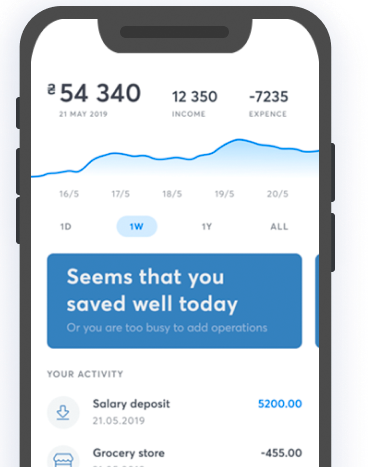 ₴54 340
12 350
-7235
21 MAY 2019
INCOME
EXPENCE
16/5 17/5 18/5 19/5 20/5
1D 1W 1Y ALL
Seems that you
saved well today
Or you are too busy to add operations
YOUR ACTIVITY
Salary deposit 5200.00
21.05.2019
Grocery store -455.00